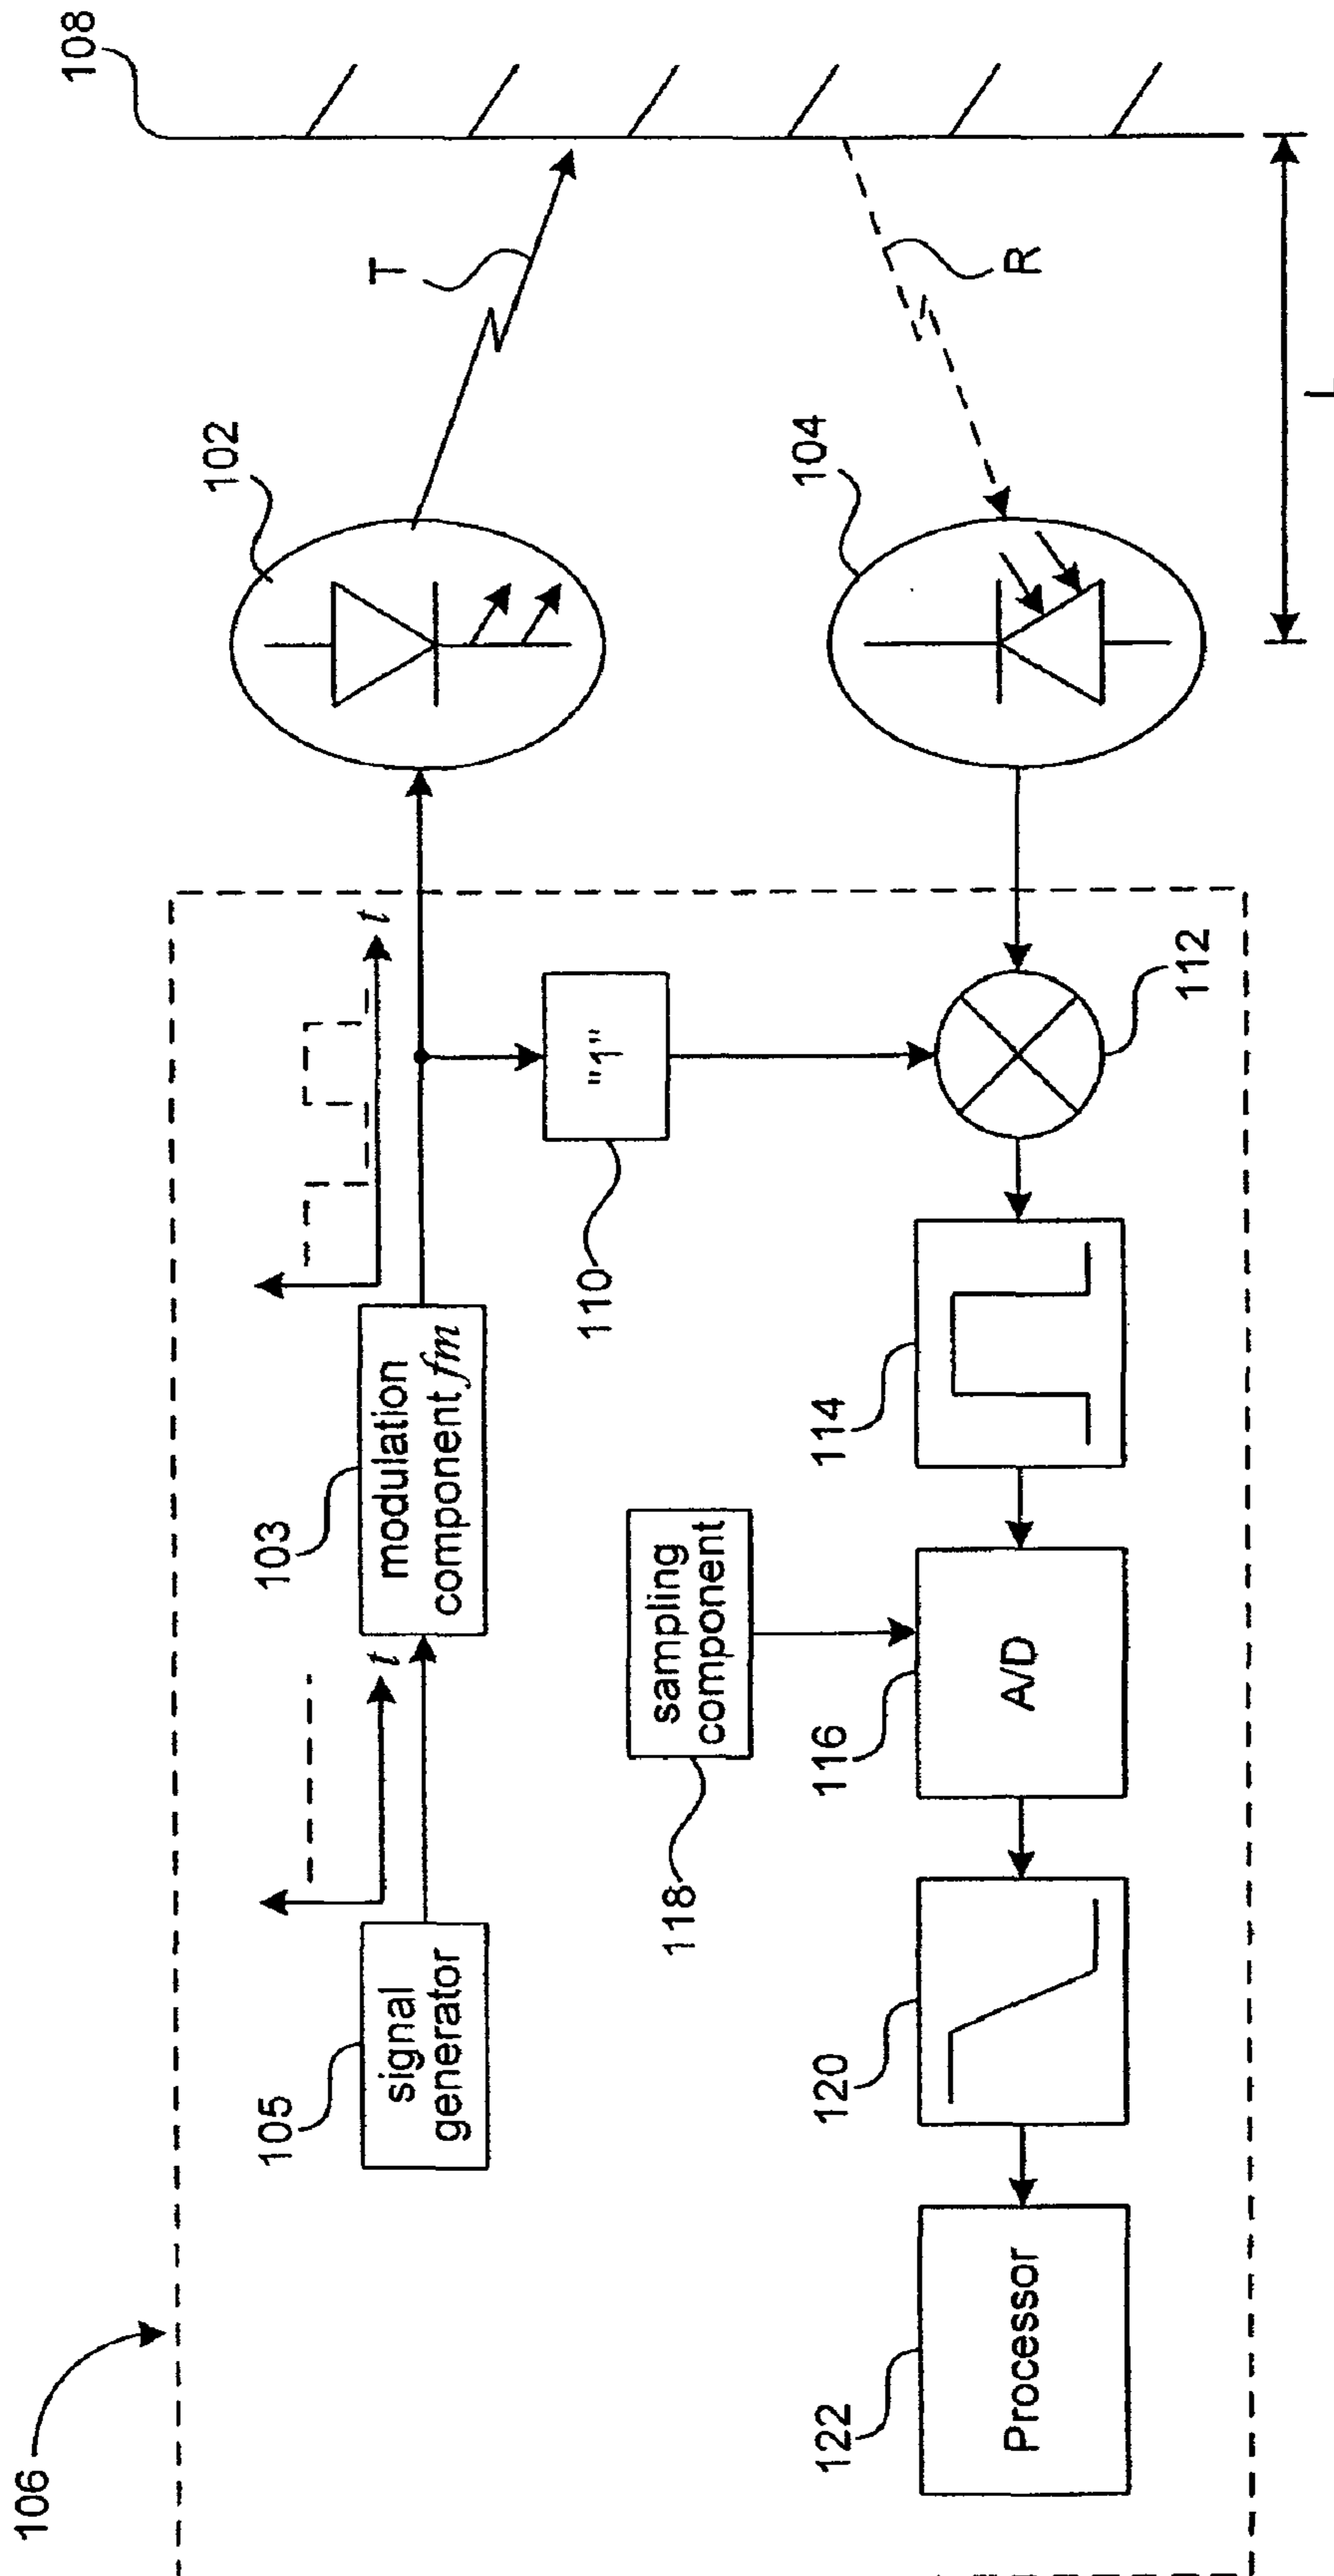 106
108
102
105
103
t
t
T
signal
generator
modulation
component fm
110
"1"
118
sampling
component
122
120
116
114
104
Processor
A/D
R
112